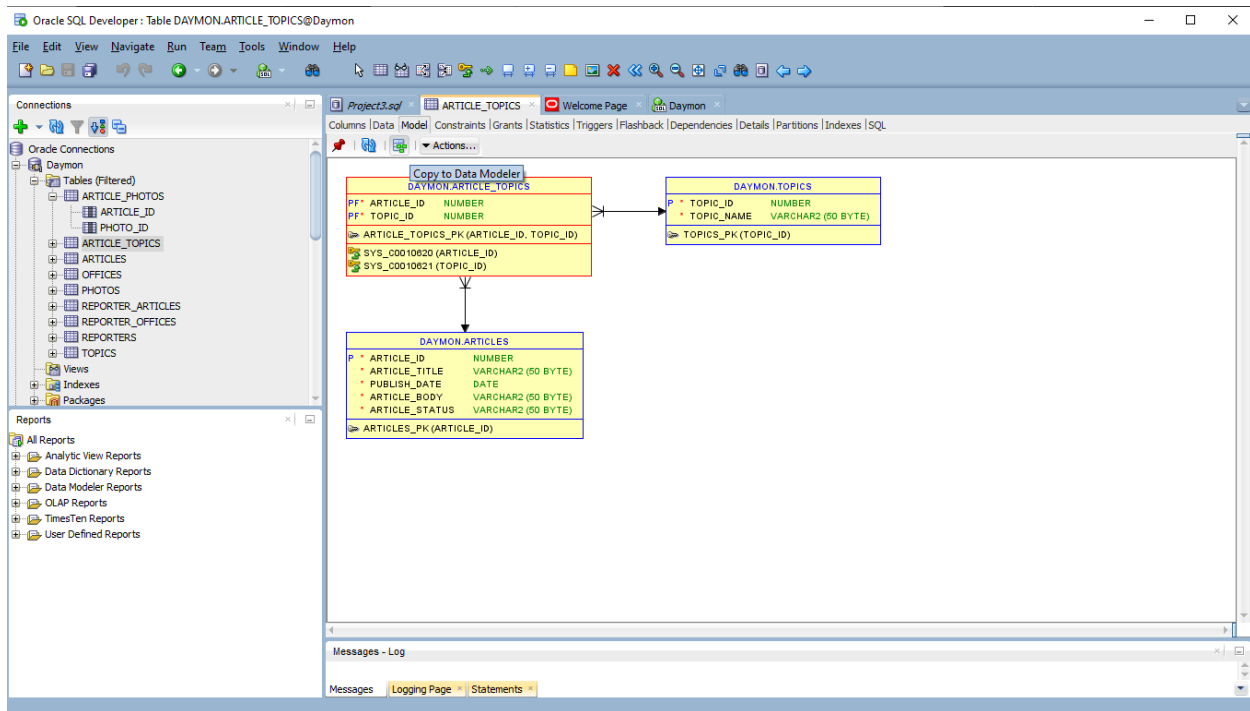 Oracle SQL Developer : Table DAYMON.ARTICLE_TOPICS@Daymon
File Edit View Navigate Run Team Tools Window Help
Connections
Oracle Connections
Daymon
Tables (Filtered)
ARTICLE_PHOTOS
ARTICLE_ID
PHOTO_ID
ARTICLE_TOPICS
ARTICLES
OFFICES
PHOTOS
REPORTER_ARTICLES
REPORTER_OFFICES
REPORTERS
TOPICS
Views
Indexes
Packages
Reports
All Reports
Analytic View Reports
Data Dictionary Reports
Data Modeler Reports
OLAP Reports
TimesTen Reports
User Defined Reports
Project3.sql ARTICLE_TOPICS Welcome Page Daymon
Columns |Data |Model |Constraints |Grants |Statistics |Triggers |Flashback |Dependencies |Details |Partitions |Indexes |SQL
Actions...
Copy to Data Modeler
DAYMON.ARTICLE_TOPICS
PF* ARTICLE_ID NUMBER
PF* TOPIC_ID NUMBER
ARTICLE_TOPICS_PK (ARTICLE_ID, TOPIC_ID)
SYS_C0010620 (ARTICLE_ID)
SYS_C0010621 (TOPIC_ID)
DAYMON.TOPICS
P * TOPIC_ID NUMBER
* TOPIC_NAME VARCHAR2 (50 BYTE)
TOPICS_PK (TOPIC_ID)
DAYMON.ARTICLES
P * ARTICLE_ID NUMBER
* ARTICLE_TITLE VARCHAR2 (50 BYTE)
* PUBLISH_DATE DATE
* ARTICLE_BODY VARCHAR2 (50 BYTE)
* ARTICLE_STATUS VARCHAR2 (50 BYTE)
ARTICLES_PK (ARTICLE_ID)
Messages - Log
Messages Logging Page Statements